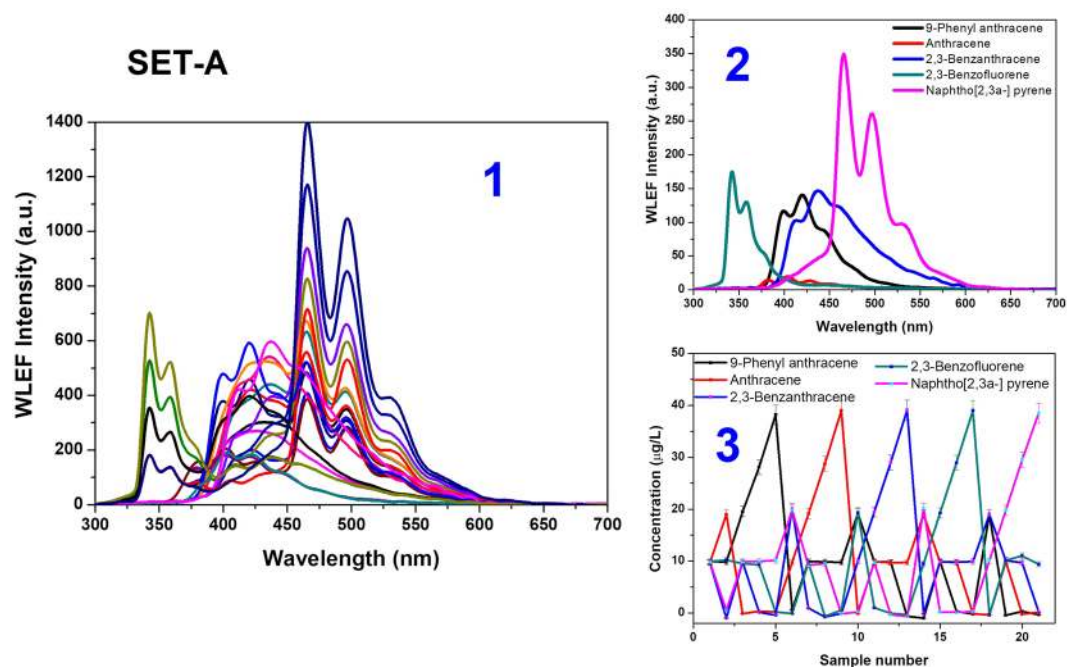 SET-A
1
WLEF Intensity (a.u.)
1400
1200
1000
800
600
400
200
0
300 350 400 450 500 550 600 650 700
Wavelength (nm)
2
WLEF Intensity (a.u.)
400
350
300
250
200
150
100
50
0
9-Phenyl anthracene
Anthracene
2,3-Benzanthracene
2,3-Benzofluorene
Naphtho[2,3a-] pyrene
300 350 400 450 500 550 600 650 700
Wavelength (nm)
3
Concentration (µg/L)
50
40
30
20
10
0
9-Phenyl anthracene
Anthracene
2,3-Benzanthracene
2,3-Benzofluorene
Naphtho[2,3a-] pyrene
0 5 10 15 20
Sample number